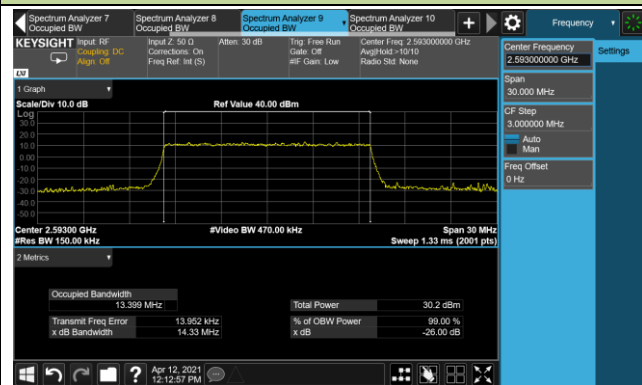 Spectrum Analyzer 7
Occupied BW
Spectrum Analyzer 8
Occupied BW
Spectrum Analyzer 9
Occupied BW
Spectrum Analyzer 10
Occupied BW
Frequency
KEYSIGHT
Input: RF
Coupling: DC
Align: Off
Input Z: 50 Ω
Corrections: On
Freq Ref: Int (S)
Atten: 30 dB
Trig: Free Run
Gate: Off
#IF Gain: Low
Center Freq: 2.593000000 GHz
Avg|Hold:>10/10
Radio Std: None
LXI
Center Frequency
2.593000000 GHz
Settings
Span
30.000 MHz
CF Step
3.000000 MHz
Auto
Man
Freq Offset
0 Hz
1 Graph
Scale/Div 10.0 dB
Ref Value 40.00 dBm
Log
30.0
20.0
10.0
0.00
-10.0
-20.0
-30.0
-40.0
-50.0
Center 2.59300 GHz
#Video BW 470.00 kHz
Span 30 MHz
#Res BW 150.00 kHz
Sweep 1.33 ms (2001 pts)
2 Metrics
Occupied Bandwidth
13.399 MHz
Total Power
30.2 dBm
Transmit Freq Error
13.952 kHz
% of OBW Power
99.00 %
x dB Bandwidth
14.33 MHz
x dB
-26.00 dB
Apr 12, 2021
12:12:57 PM